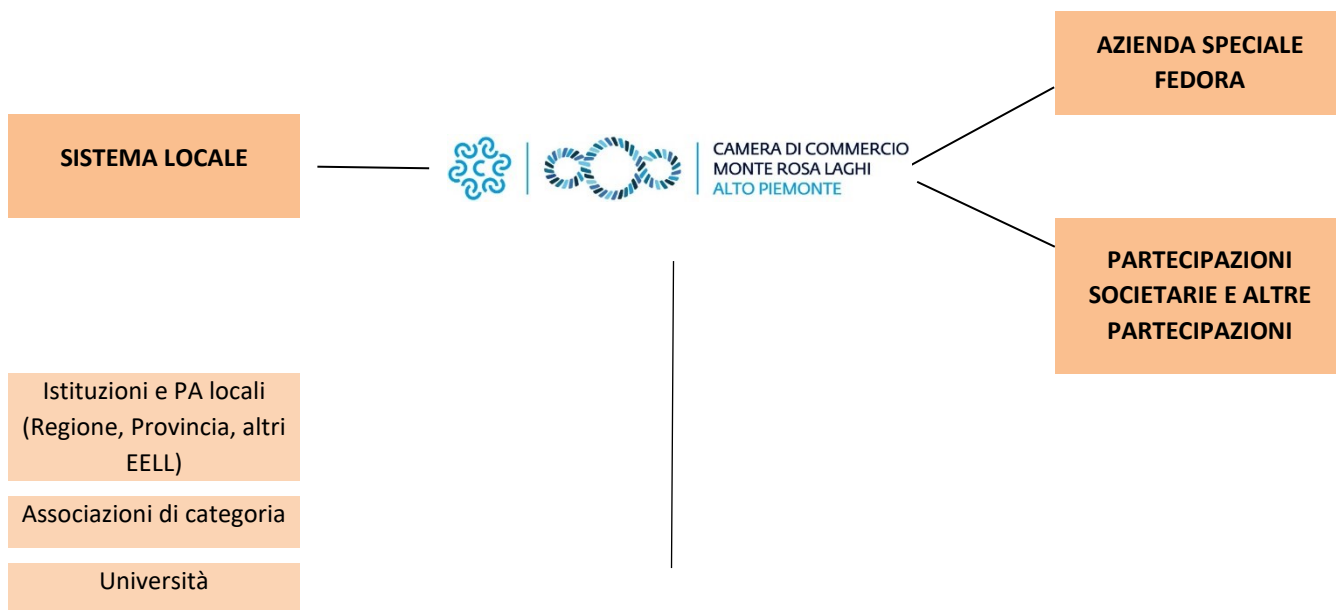 SISTEMA LOCALE
CAMERA DI COMMERCIO
MONTE ROSA LAGHI
ALTO PIEMONTE
AZIENDA SPECIALE
FEDORA
PARTECIPAZIONI
SOCIETARIE E ALTRE
PARTECIPAZIONI
Istituzioni e PA locali
(Regione, Provincia, altri
EELL)
Associazioni di categoria
Università